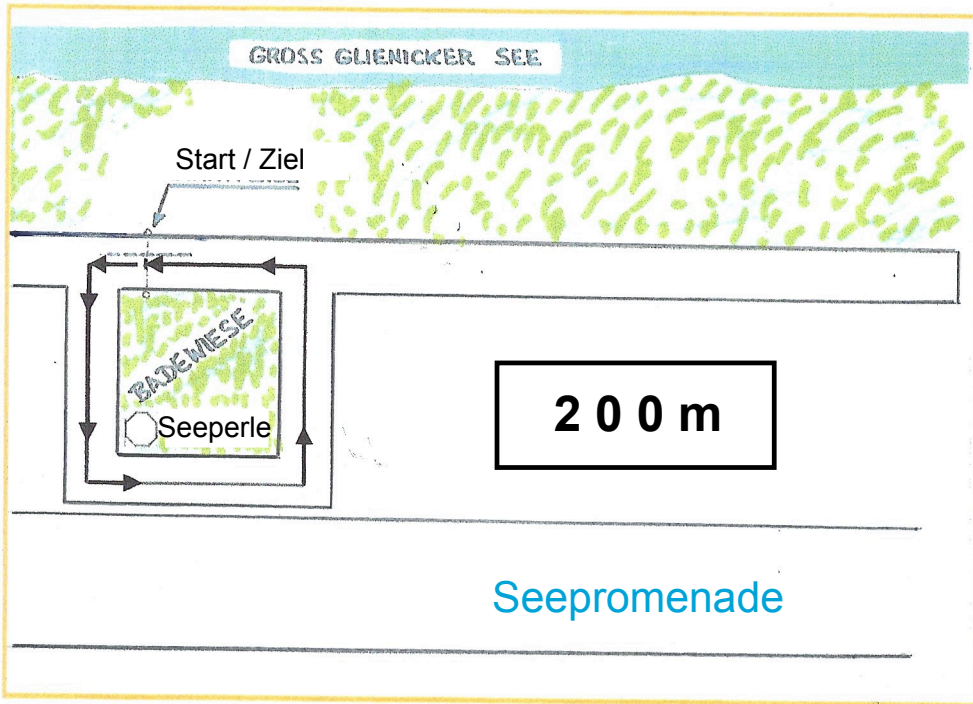 GROSS GLIENICKER SEE
Start / Ziel
BADEWIESE
Seeperle
2 0 0 m
Seepromenade